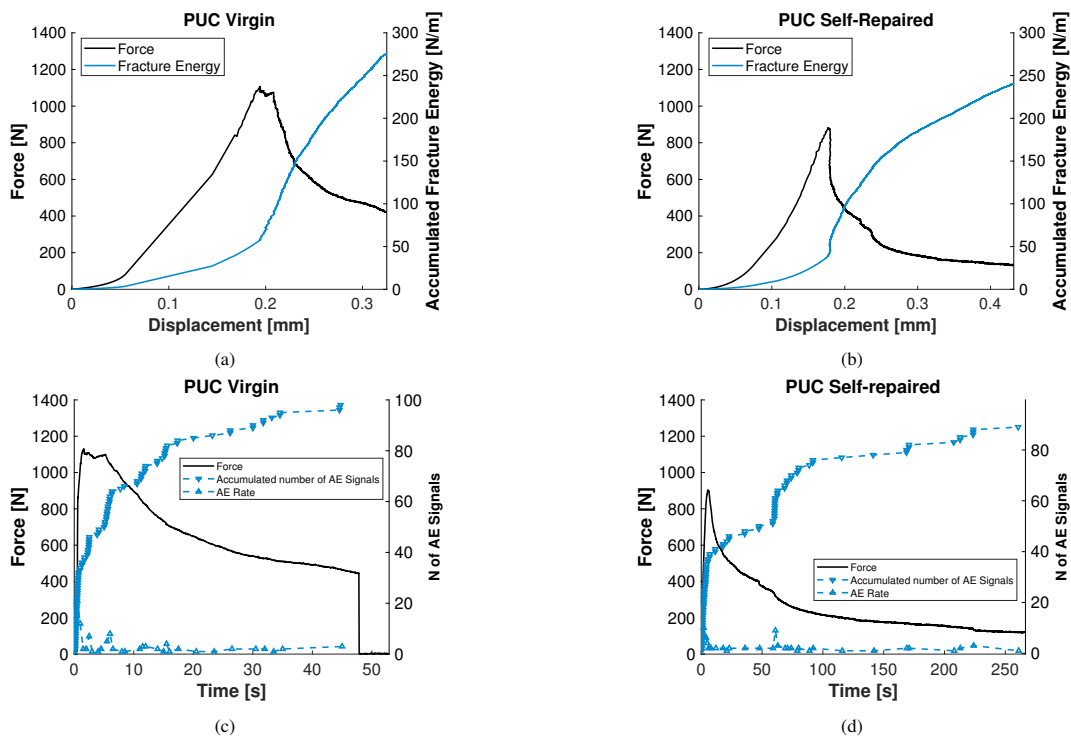 PUC Virgin
Force [N]
1400
1200
1000
800
600
400
200
0
Force
Fracture Energy
300
250
200
150
100
50
0
Accumulated Fracture Energy [N/m]
0 0.1 0.2 0.3
Displacement [mm]
(a)
PUC Self-Repaired
Force [N]
1400
1200
1000
800
600
400
200
0
Force
Fracture Energy
300
250
200
150
100
50
0
Accumulated Fracture Energy [N/m]
0 0.1 0.2 0.3 0.4
Displacement [mm]
(b)
PUC Virgin
Force [N]
1400
1200
1000
800
600
400
200
0
Force
Accumulated number of AE Signals
AE Rate
100
80
60
40
20
0
N of AE Signals
0 10 20 30 40 50
Time [s]
(c)
PUC Self-repaired
Force [N]
1400
1200
1000
800
600
400
200
0
Force
Accumulated number of AE Signals
AE Rate
80
60
40
20
0
N of AE Signals
0 50 100 150 200 250
Time [s]
(d)